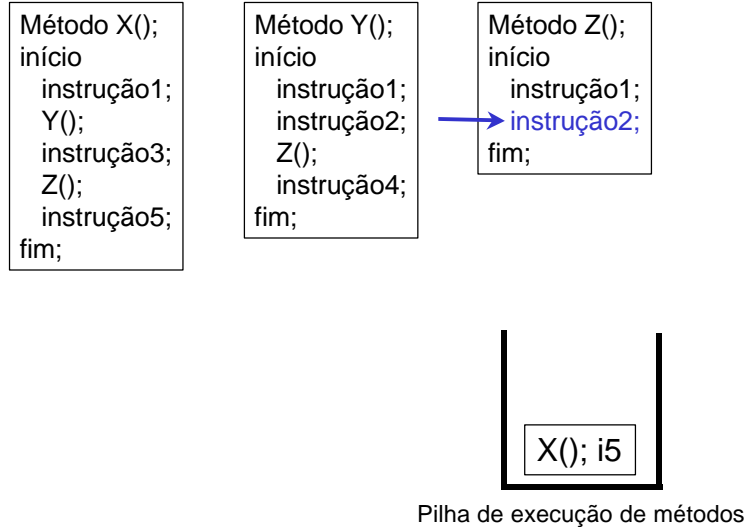 Método X();
início
instrução1;
Y();
instrução3;
Z();
instrução5;
fim;
Método Y();
início
instrução1;
instrução2;
Z();
instrução4;
fim;
Método Z();
início
instrução1;
instrução2;
fim;
X(); i5
Pilha de execução de métodos